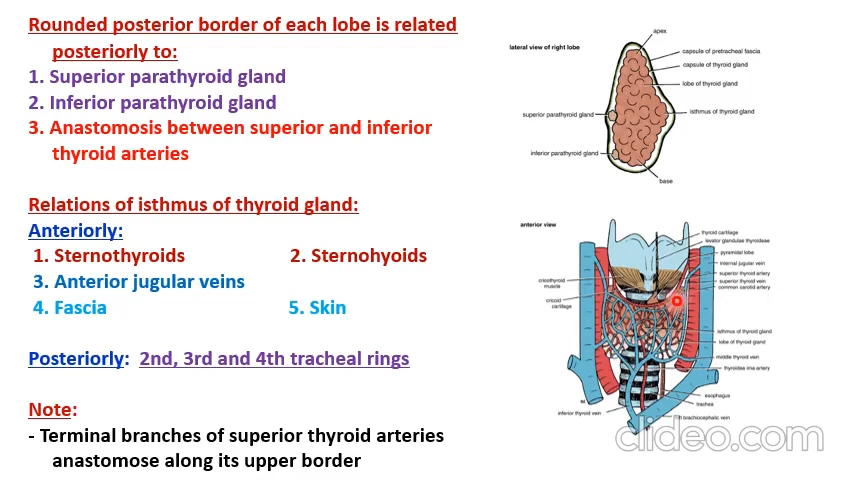 Rounded posterior border of each lobe is related
posteriorly to:
1. Superior parathyroid gland
2. Inferior parathyroid gland
3. Anastomosis between superior and inferior
thyroid arteries
Relations of isthmus of thyroid gland:
Anteriorly:
1. Sternothyroids 2. Sternohyoids
3. Anterior jugular veins
4. Fascia 5. Skin
Posteriorly: 2nd, 3rd and 4th tracheal rings
Note:
- Terminal branches of superior thyroid arteries
anastomose along its upper border
lateral view of right lobe
apex
capsule of pretracheal fascia
capsule of thyroid gland
lobe of thyroid gland
isthmus of thyroid gland
superior parathyroid gland
inferior parathyroid gland
base
anterior view
thyroid cartilage
levator glandulae thyroideae
pyramidal lobe
internal jugular vein
superior thyroid artery
superior thyroid vein
common carotid artery
cricothyroid
muscle
cricoid
cartilage
isthmus of thyroid gland
lobe of thyroid gland
middle thyroid vein
thyroidea ima artery
esophagus
trachea
inferior thyroid vein
brachiocephalic vein
clideo.com